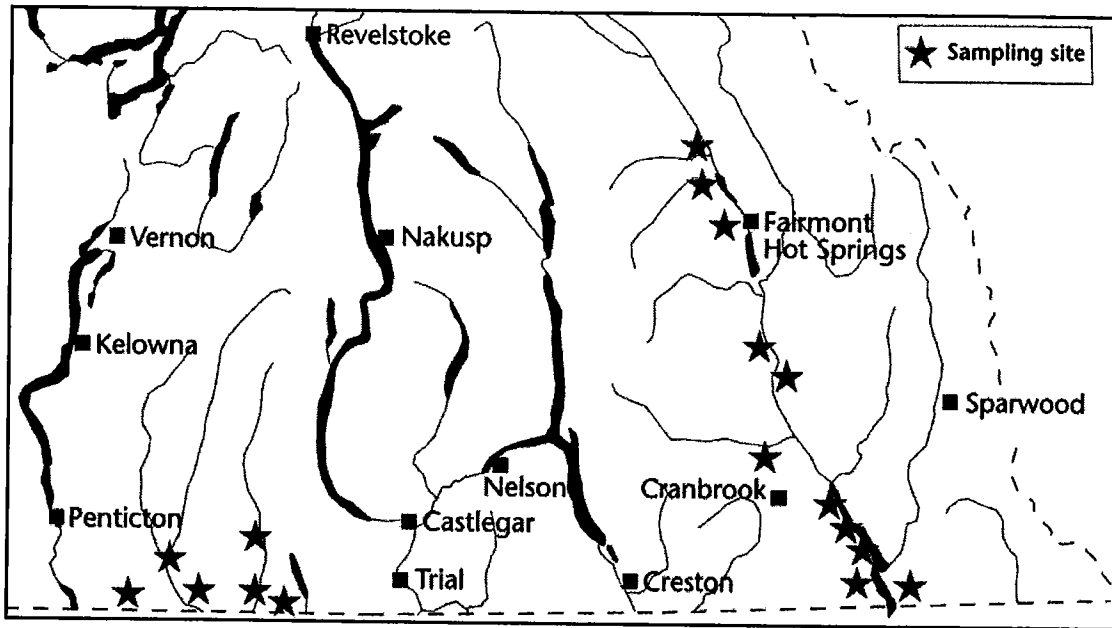 Revelstoke
Sampling site
Vernon
Nakusp
Fairmont
Hot Springs
Kelowna
Sparwood
Nelson
Cranbrook
Penticton
Castlegar
Trial
Creston